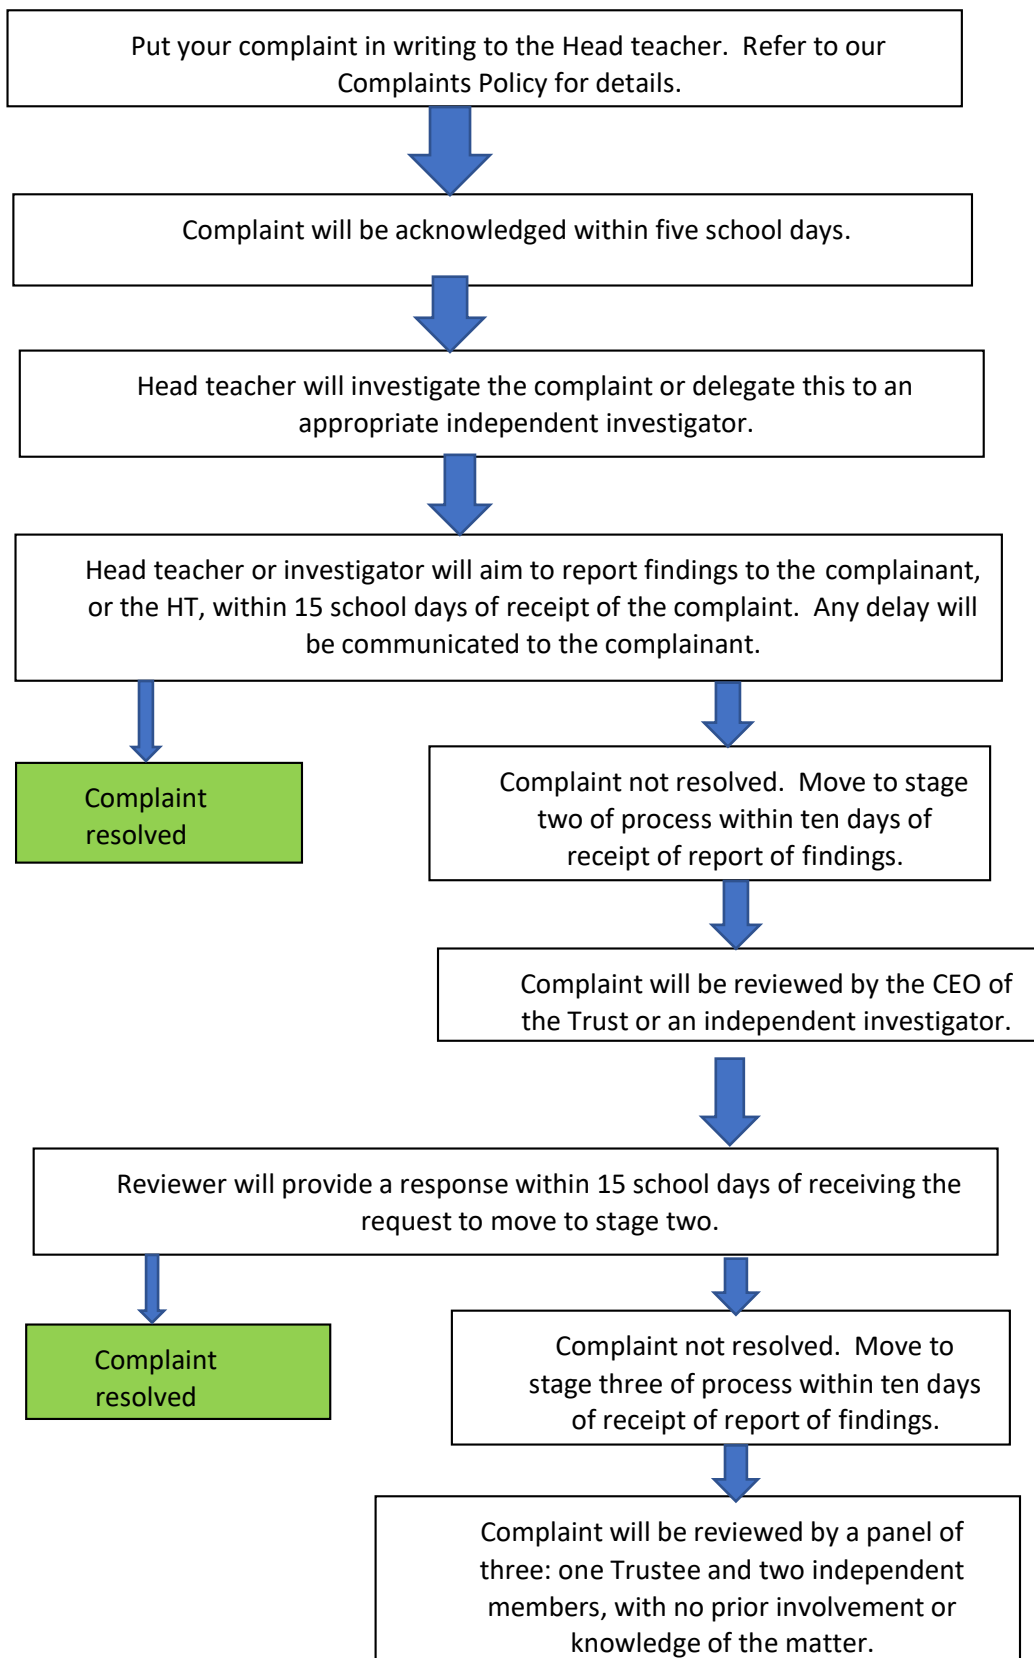 Put your complaint in writing to the Head teacher.  Refer to our
Complaints Policy for details.
Complaint will be acknowledged within five school days.
Head teacher will investigate the complaint or delegate this to an
appropriate independent investigator.
Head teacher or investigator will aim to report findings to the complainant,
or the HT, within 15 school days of receipt of the complaint.  Any delay will
be communicated to the complainant.
Complaint
resolved
Complaint not resolved.  Move to stage
two of process within ten days of
receipt of report of findings.
Complaint will be reviewed by the CEO of
the Trust or an independent investigator.
Reviewer will provide a response within 15 school days of receiving the
request to move to stage two.
Complaint
resolved
Complaint not resolved.  Move to
stage three of process within ten days
of receipt of report of findings.
Complaint will be reviewed by a panel of
three: one Trustee and two independent
members, with no prior involvement or
knowledge of the matter.